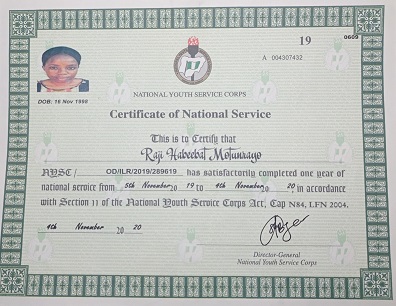 19
0609
A 004307432
DOB: 16 Nov 1998
NATIONAL YOUTH SERVICE CORPS
Certificate of National Service
This is to Certify that
Raji Habeebat Motunrayo
NYSC/ OD/ILR/2019/289619 has satisfactorily completed one year of
national service from 5th November 20 19 to 4th November 20 20, in accordance
with Section 11 of the National Youth Service Corps Act, Cap N84, LFN 2004.
4th November 20 20
Director-General
National Youth Service Corps